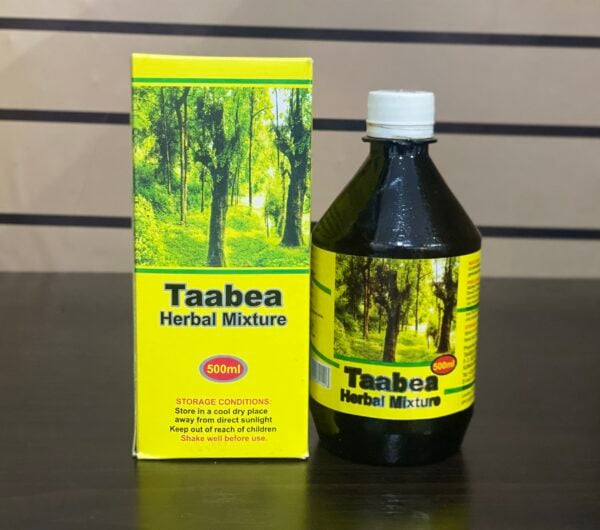 Taabea
Herbal Mixture
500ml
STORAGE CONDITIONS:
Store in a cool dry place
away from direct sunlight
Keep out of reach of children
Shake well before use.
500ml
Taabea
Herbal Mixture